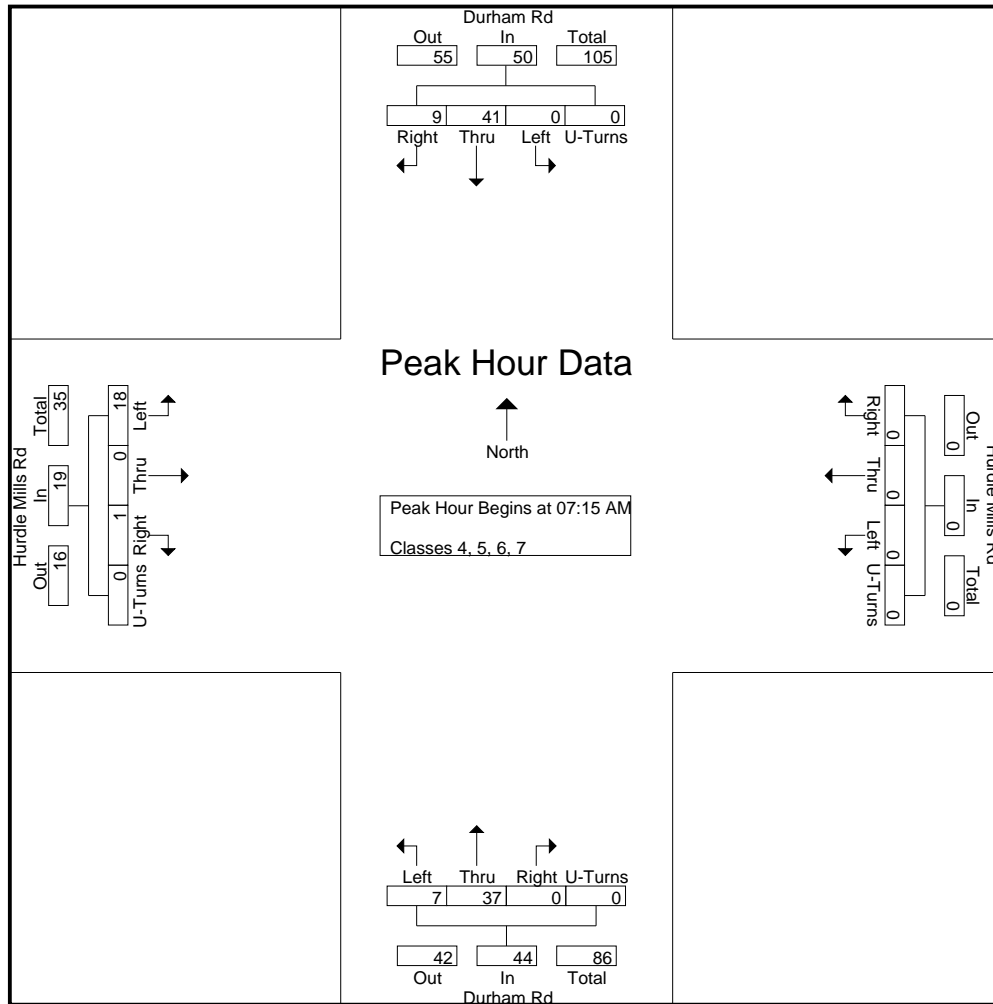 Durham Rd
Out In Total
55 50 105
9 41 0 0
Right Thru Left U-Turns
Peak Hour Data
North
Peak Hour Begins at 07:15 AM
Classes 4, 5, 6, 7
Hurdle Mills Rd
Out In Total
16 19 35
0 1 0 18
U-Turns Right Thru Left
Hurdle Mills Rd
Out In Total
0 0 0
0 0 0 0
Right Thru Left U-Turns
Left Thru Right U-Turns
7 37 0 0
42 44 86
Out In Total
Durham Rd